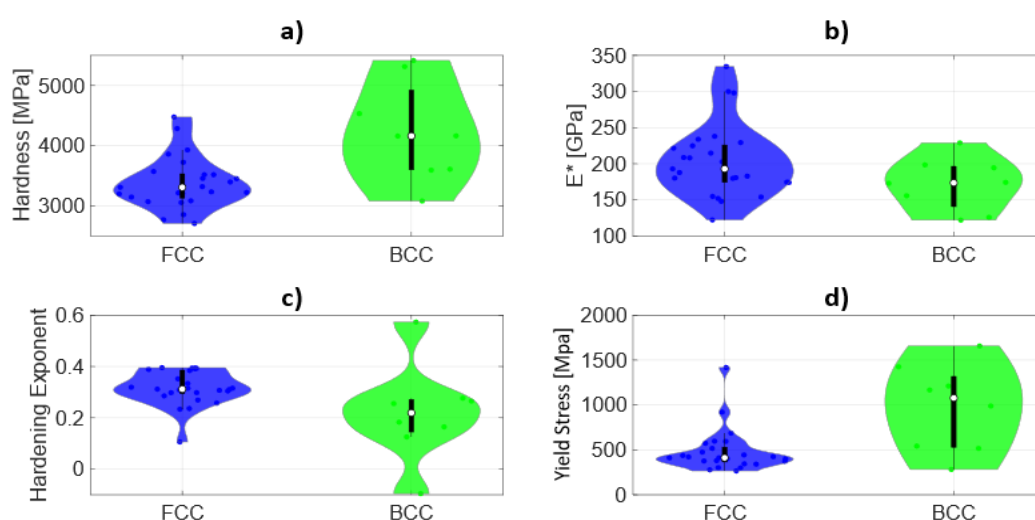 a)
Hardness [MPa]
5000
4000
3000
FCC
BCC
b)
E* [GPa]
350
300
250
200
150
100
FCC
BCC
c)
Hardening Exponent
0.6
0.4
0.2
0
FCC
BCC
d)
Yield Stress [Mpa]
2000
1500
1000
500
0
FCC
BCC